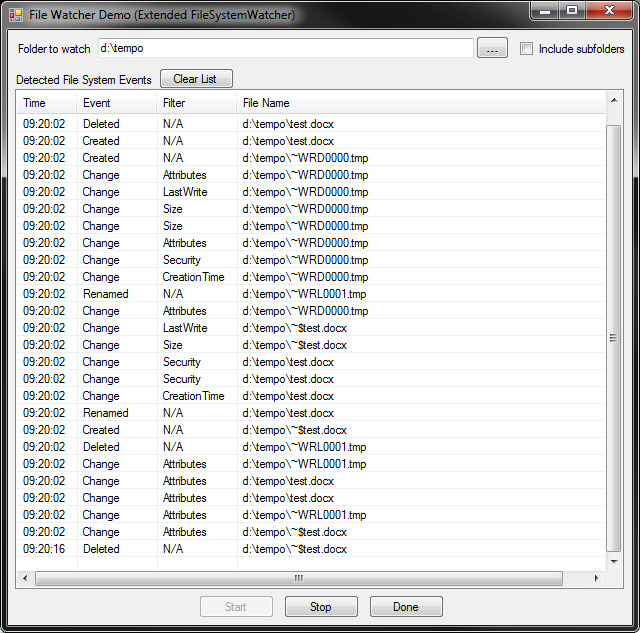 File Watcher Demo (Extended FileSystemWatcher)
Folder to watch d:\tempo ... Include subfolders
Detected File System Events Clear List
Time Event Filter File Name
09:20:02 Deleted N/A d:\tempo\test.docx
09:20:02 Created N/A d:\tempo\test.docx
09:20:02 Created N/A d:\tempo\~WRD0000.tmp
09:20:02 Change Attributes d:\tempo\~WRD0000.tmp
09:20:02 Change LastWrite d:\tempo\~WRD0000.tmp
09:20:02 Change Size d:\tempo\~WRD0000.tmp
09:20:02 Change Size d:\tempo\~WRD0000.tmp
09:20:02 Change Attributes d:\tempo\~WRD0000.tmp
09:20:02 Change Security d:\tempo\~WRD0000.tmp
09:20:02 Change CreationTime d:\tempo\~WRD0000.tmp
09:20:02 Renamed N/A d:\tempo\~WRL0001.tmp
09:20:02 Change Attributes d:\tempo\~WRD0000.tmp
09:20:02 Change LastWrite d:\tempo\~$test.docx
09:20:02 Change Size d:\tempo\~$test.docx
09:20:02 Change Security d:\tempo\test.docx
09:20:02 Change Security d:\tempo\test.docx
09:20:02 Change CreationTime d:\tempo\test.docx
09:20:02 Renamed N/A d:\tempo\test.docx
09:20:02 Created N/A d:\tempo\~$test.docx
09:20:02 Deleted N/A d:\tempo\~WRL0001.tmp
09:20:02 Change Attributes d:\tempo\~WRL0001.tmp
09:20:02 Change Attributes d:\tempo\test.docx
09:20:02 Change Attributes d:\tempo\test.docx
09:20:02 Change Attributes d:\tempo\~WRL0001.tmp
09:20:02 Change Attributes d:\tempo\~$test.docx
09:20:16 Deleted N/A d:\tempo\~$test.docx
Start Stop Done